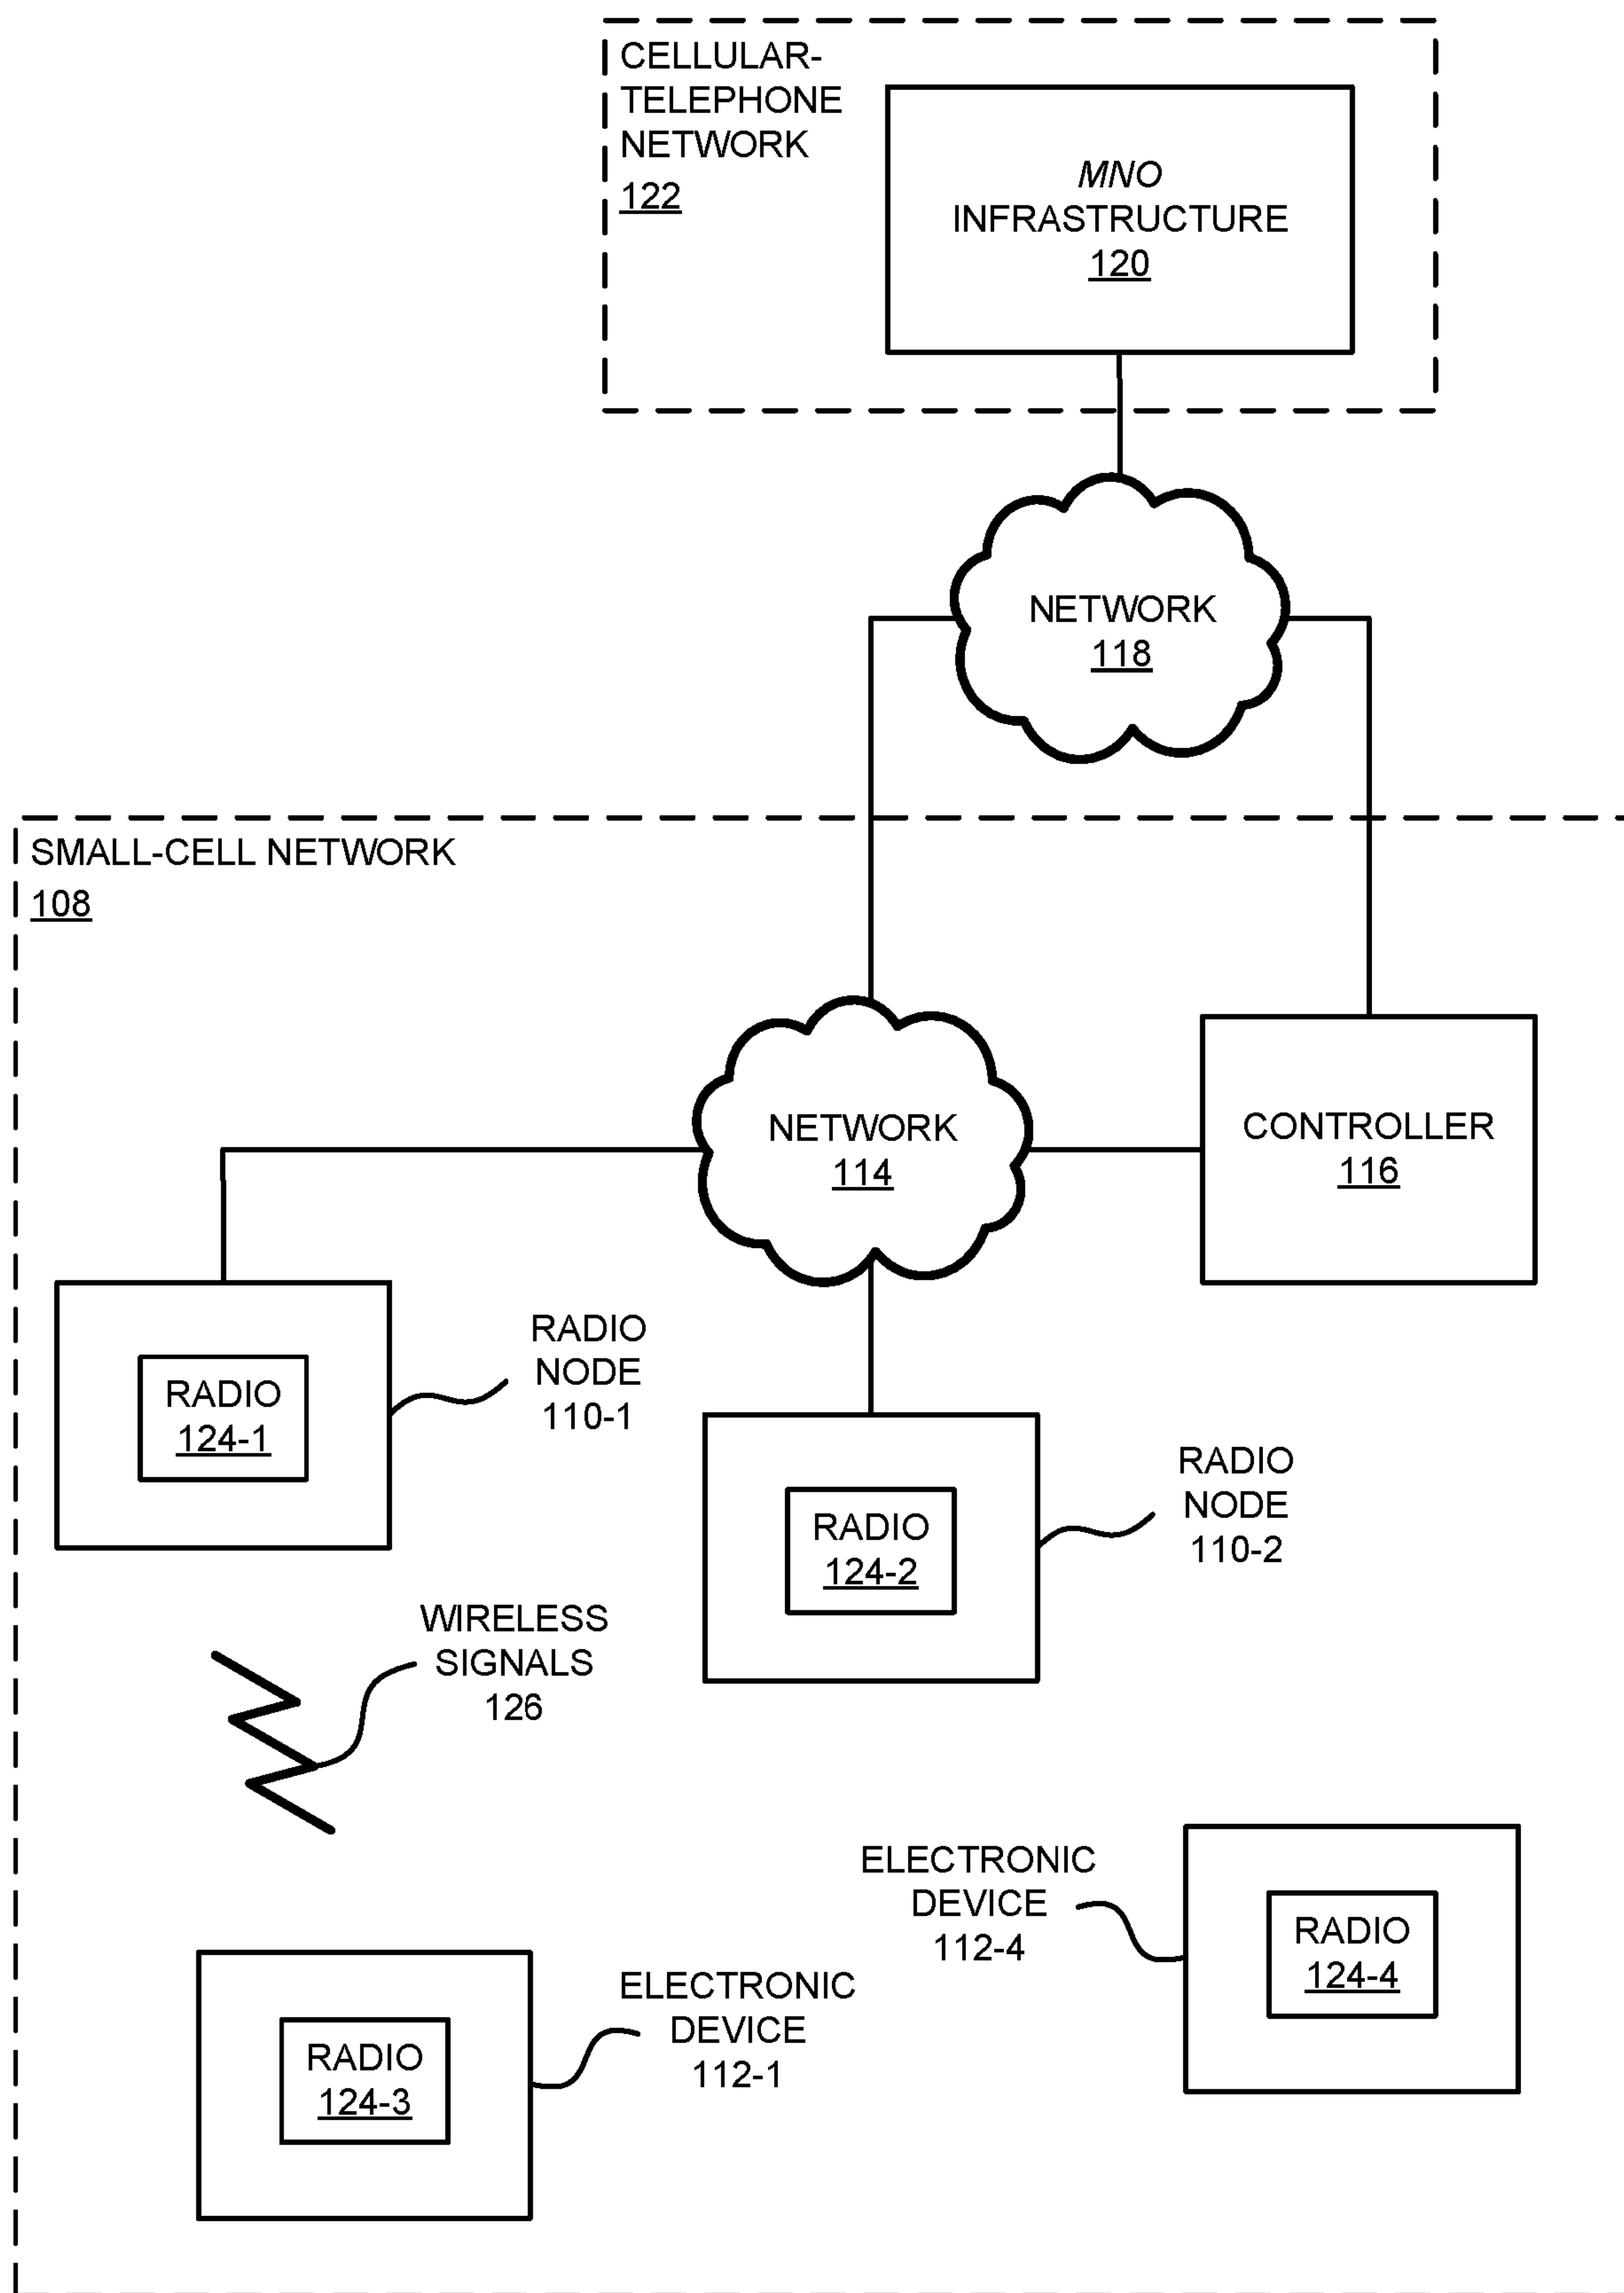 CELLULAR-
TELEPHONE
NETWORK
122
MNO
INFRASTRUCTURE
120
NETWORK
118
SMALL-CELL NETWORK
108
NETWORK
114
CONTROLLER
116
RADIO
124-1
RADIO
NODE
110-1
RADIO
124-2
RADIO
NODE
110-2
WIRELESS
SIGNALS
126
ELECTRONIC
DEVICE
112-4
RADIO
124-4
RADIO
124-3
ELECTRONIC
DEVICE
112-1